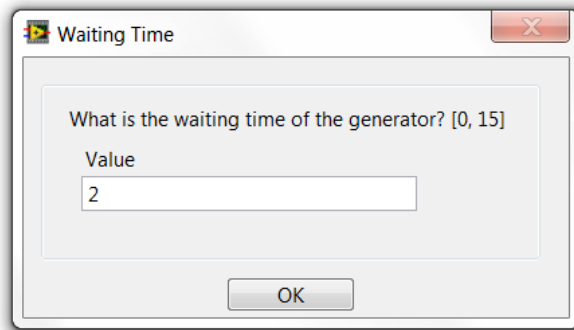 Waiting Time
What is the waiting time of the generator? [0, 15]
Value
2
OK